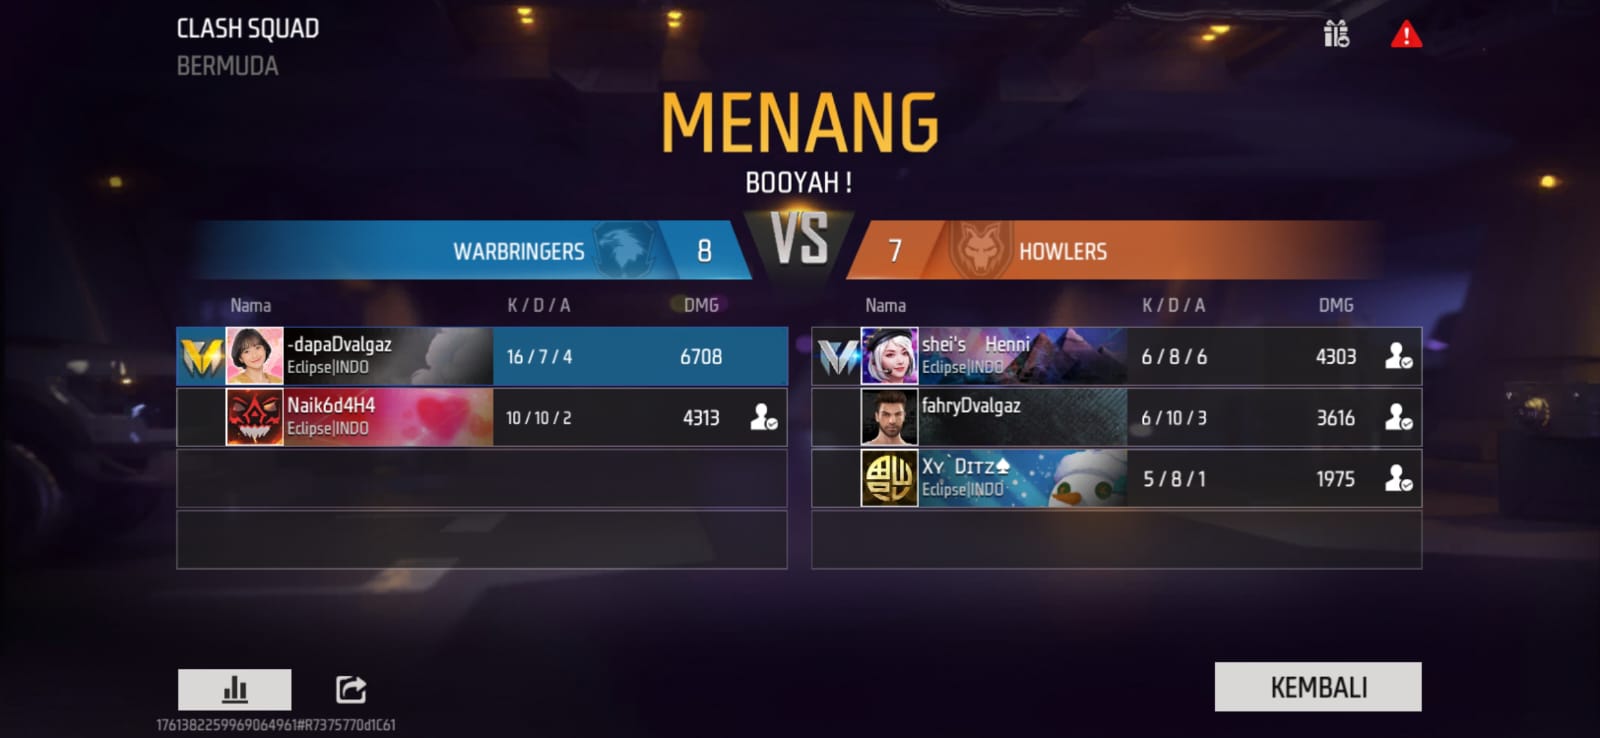 CLASH SQUAD
BERMUDA
MENANG
BOOYAH !
WARBRINGERS 8 VS 7 HOWLERS
Nama K / D / A DMG Nama K / D / A DMG
-dapaDvalgaz
Eclipse|INDO
16 / 7 / 4 6708
shei's Henni
Eclipse|INDO
6 / 8 / 6 4303
Naik6d4H4
Eclipse|INDO
10 / 10 / 2 4313
fahryDvalgaz
6 / 10 / 3 3616
Xʏ`Dɪᴛᴢ♠
Eclipse|INDO
5 / 8 / 1 1975
KEMBALI
1761382259969064961#R7375770d1C61